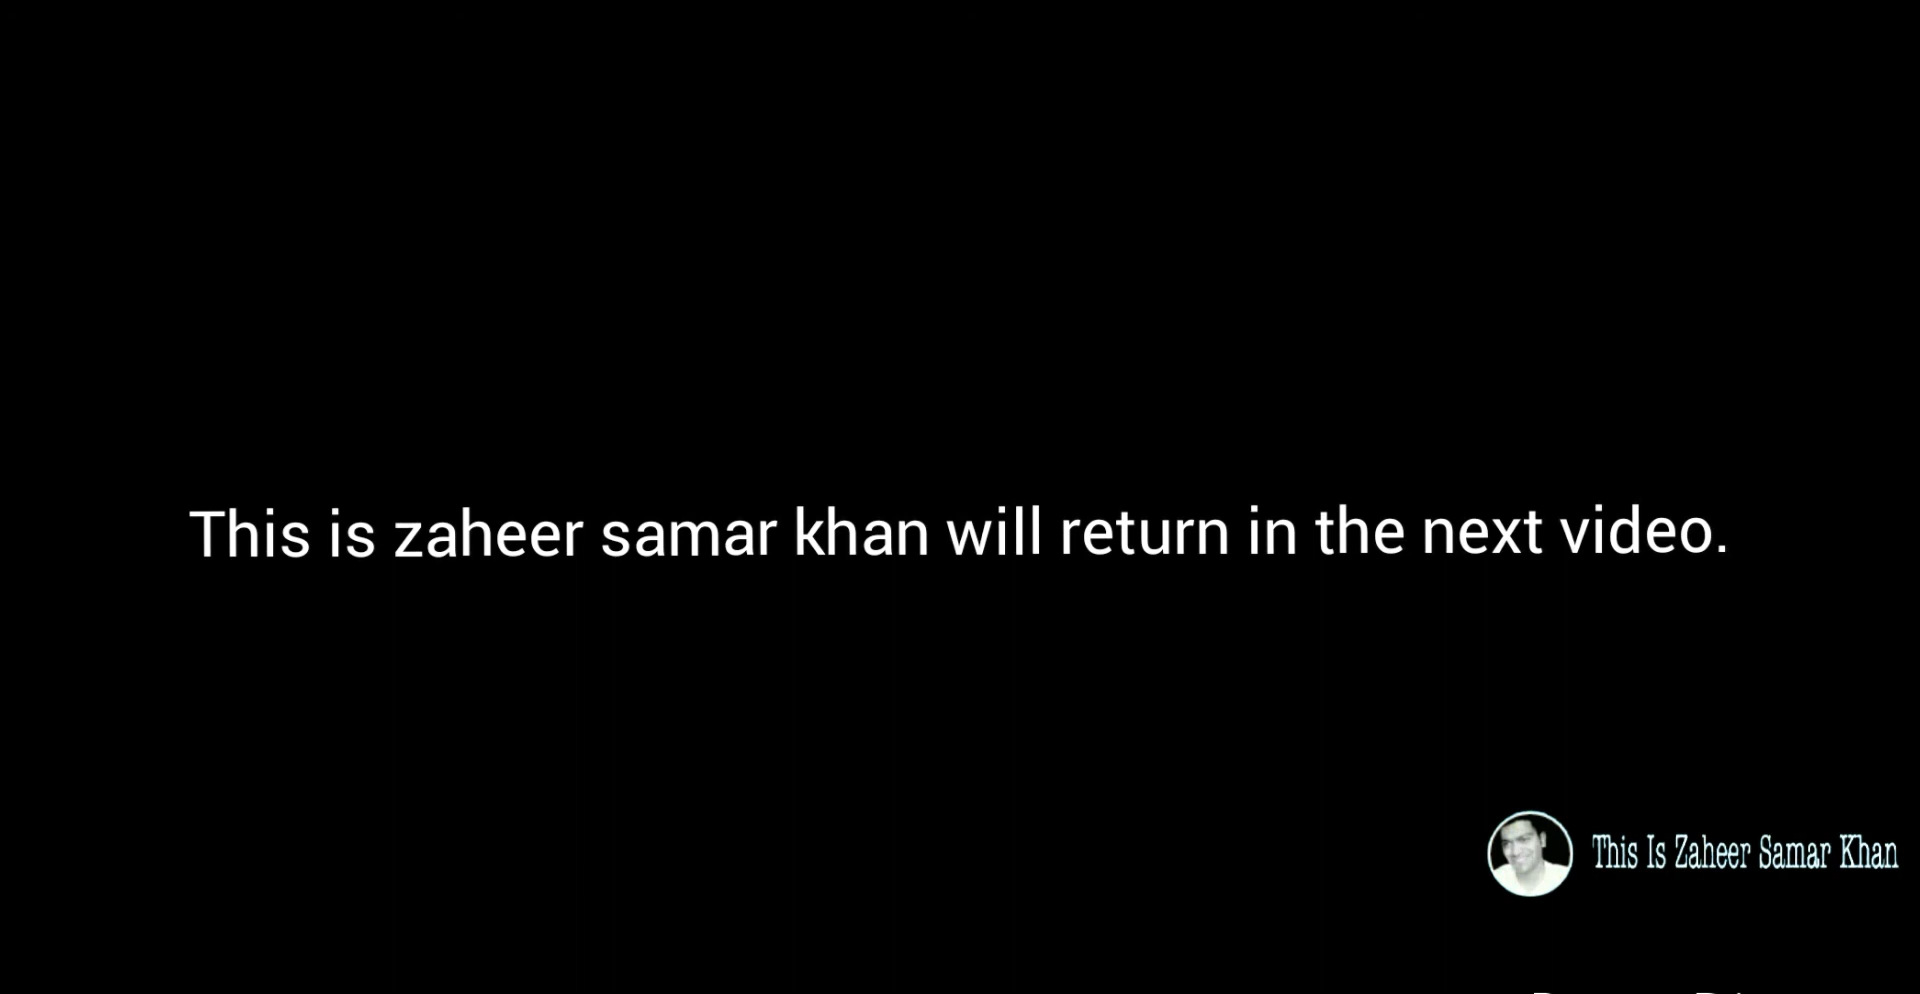 This is zaheer samar khan will return in the next video.
This Is Zaheer Samar Khan